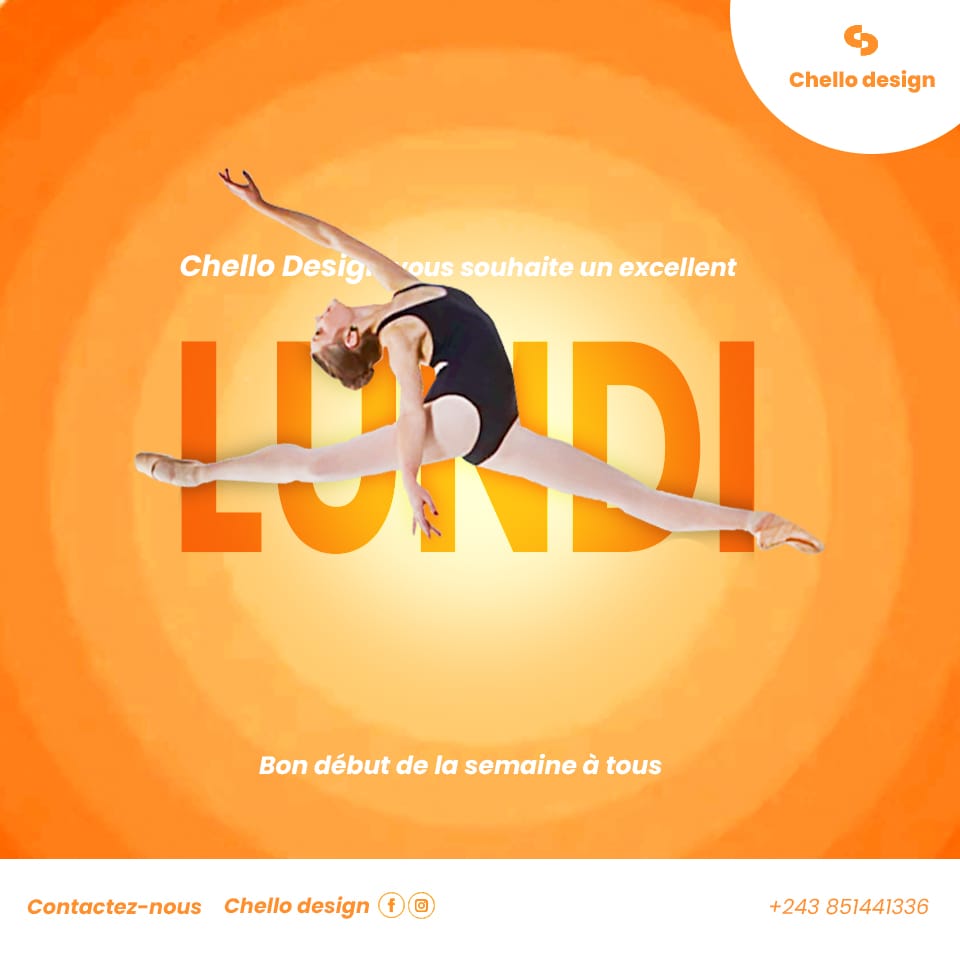 Chello design
Chello Design vous souhaite un excellent
LUNDI
Bon début de la semaine à tous
Contactez-nous Chello design +243 851441336